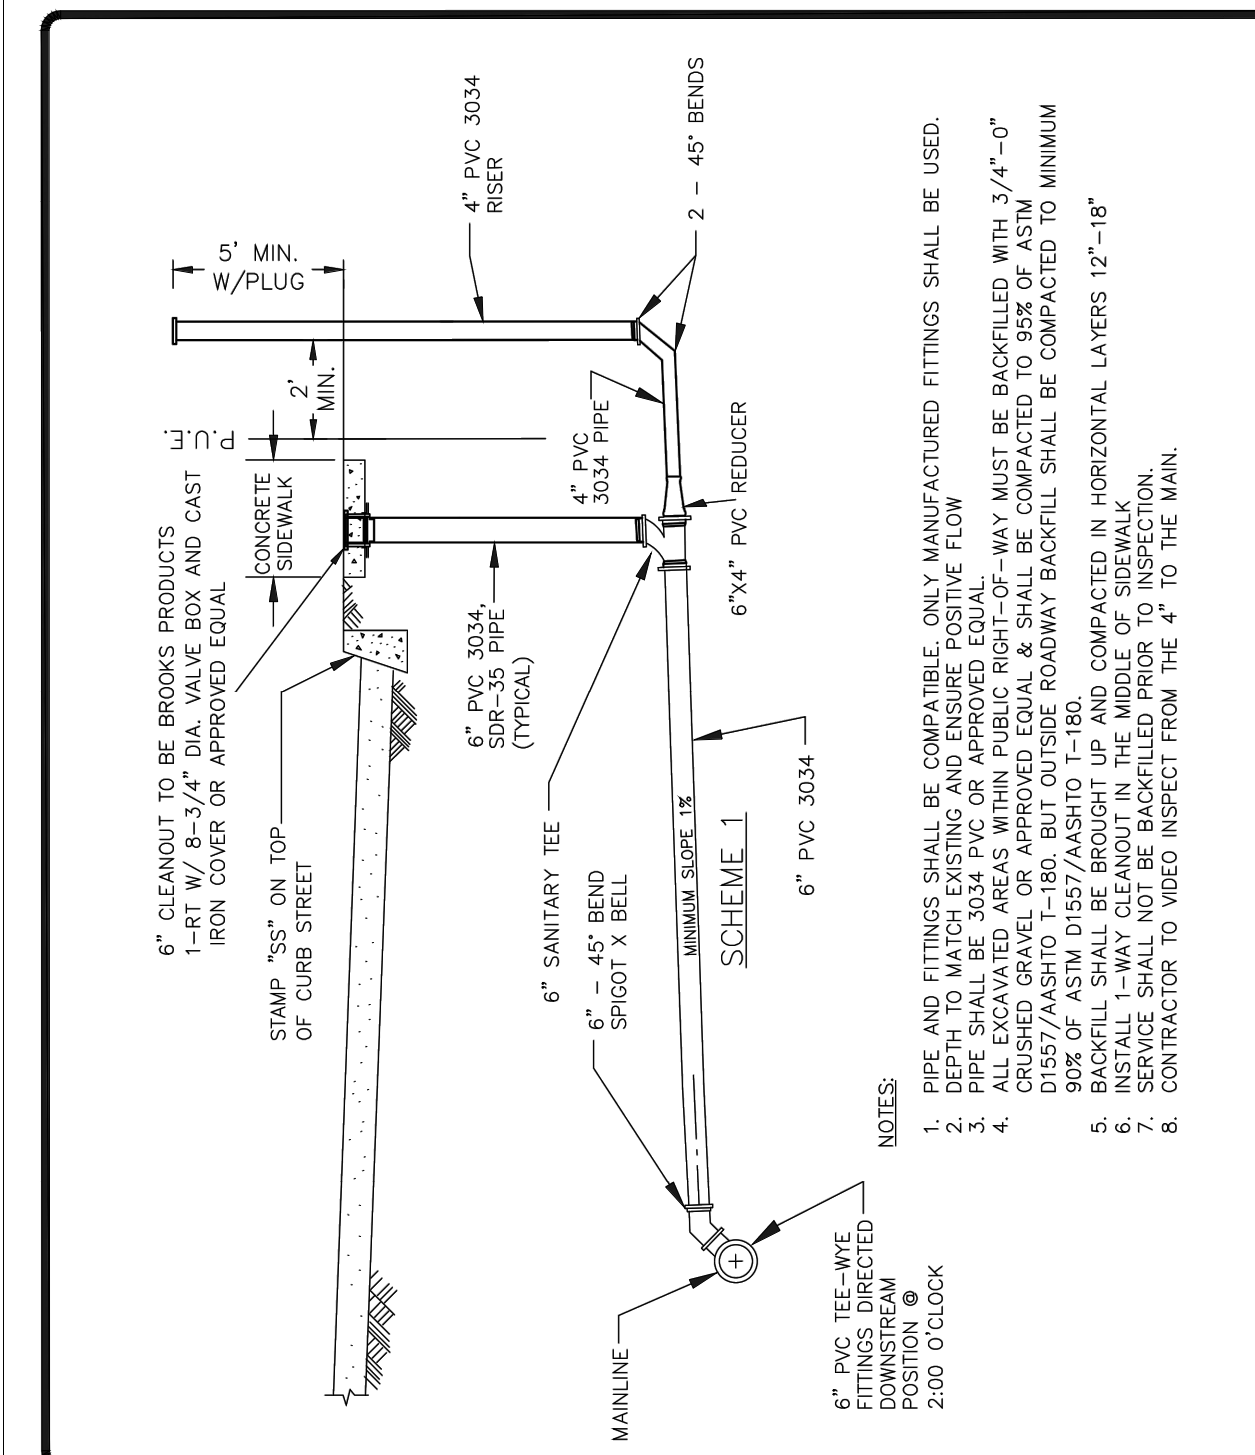 6" CLEANOUT TO BE BROOKS PRODUCTS
1-RT W/ 8-3/4" DIA. VALVE BOX AND CAST
IRON COVER OR APPROVED EQUAL
P.U.E.
5' MIN.
W/PLUG
CONCRETE
SIDEWALK
2'
MIN.
STAMP "SS" ON TOP
OF CURB STREET
4" PVC 3034
RISER
6" PVC 3034,
SDR-35 PIPE
(TYPICAL)
6" SANITARY TEE
4" PVC
3034 PIPE
6" - 45° BEND
SPIGOT X BELL
2 - 45° BENDS
MINIMUM SLOPE 1%
6"X4" PVC REDUCER
SCHEME 1
6" PVC 3034
MAINLINE
6" PVC TEE-WYE
FITTINGS DIRECTED
DOWNSTREAM
POSITION @
2:00 O'CLOCK
NOTES:
1. PIPE AND FITTINGS SHALL BE COMPATIBLE. ONLY MANUFACTURED FITTINGS SHALL BE USED.
2. DEPTH TO MATCH EXISTING AND ENSURE POSITIVE FLOW
3. PIPE SHALL BE 3034 PVC OR APPROVED EQUAL.
4. ALL EXCAVATED AREAS WITHIN PUBLIC RIGHT-OF-WAY MUST BE BACKFILLED WITH 3/4"-0"
CRUSHED GRAVEL OR APPROVED EQUAL & SHALL BE COMPACTED TO 95% OF ASTM
D1557/AASHTO T-180. BUT OUTSIDE ROADWAY BACKFILL SHALL BE COMPACTED TO MINIMUM
90% OF ASTM D1557/AASHTO T-180.
5. BACKFILL SHALL BE BROUGHT UP AND COMPACTED IN HORIZONTAL LAYERS 12"-18"
6. INSTALL 1-WAY CLEANOUT IN THE MIDDLE OF SIDEWALK
7. SERVICE SHALL NOT BE BACKFILLED PRIOR TO INSPECTION.
8. CONTRACTOR TO VIDEO INSPECT FROM THE 4" TO THE MAIN.